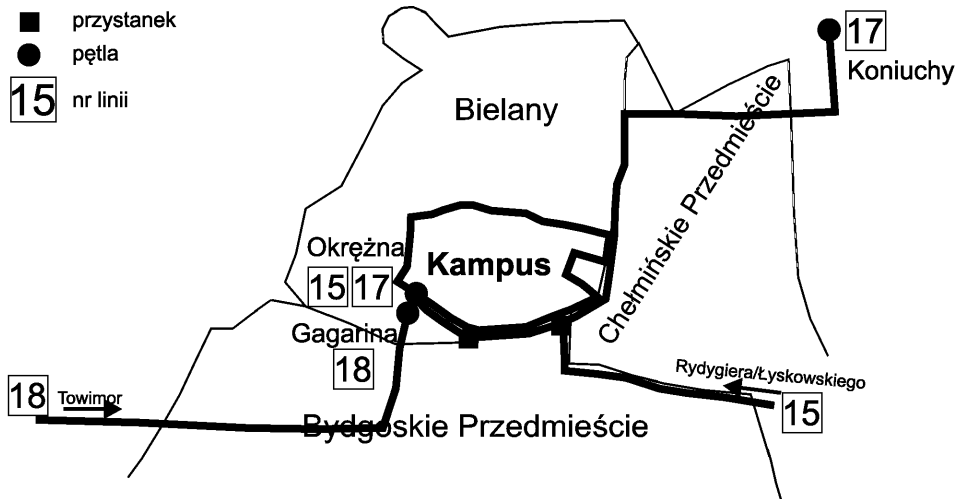 przystanek
pętla
15 nr linii
17
Koniuchy
Bielany
Chełmińskie Przedmieście
Okrężna
15 17
Kampus
Gagarina
18
18 Towimor
Rydygiera/Łyskowskiego
15
Bydgoskie Przedmieście